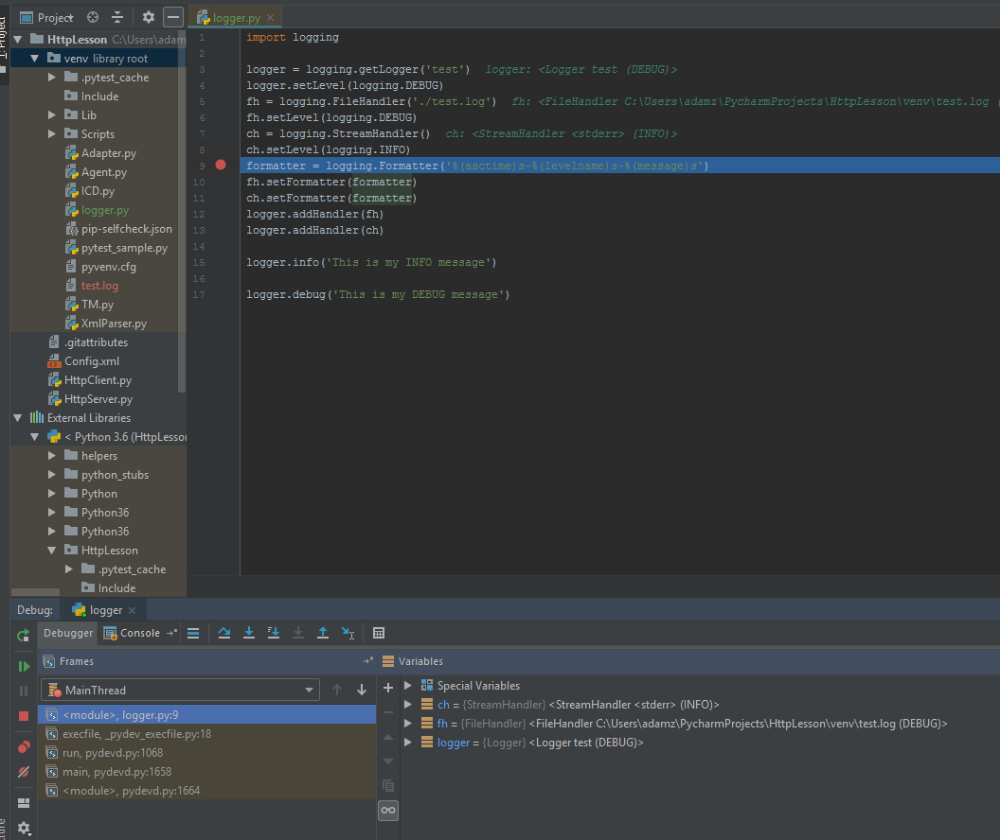 1: Project
Project
logger.py
HttpLesson C:\Users\adam
venv library root
.pytest_cache
Include
Lib
Scripts
Adapter.py
Agent.py
ICD.py
logger.py
pip-selfcheck.json
pytest_sample.py
pyvenv.cfg
test.log
TM.py
XmlParser.py
.gitattributes
Config.xml
HttpClient.py
HttpServer.py
External Libraries
< Python 3.6 (HttpLesson
helpers
python_stubs
Python
Python36
Python36
HttpLesson
.pytest_cache
Include
1 import logging
2
3 logger = logging.getLogger('test') logger: <Logger test (DEBUG)>
4 logger.setLevel(logging.DEBUG)
5 fh = logging.FileHandler('./test.log') fh: <FileHandler C:\Users\adamz\PycharmProjects\HttpLesson\venv\test.log (
6 fh.setLevel(logging.DEBUG)
7 ch = logging.StreamHandler() ch: <StreamHandler <stderr> (INFO)>
8 ch.setLevel(logging.INFO)
9 formatter = logging.Formatter('%(asctime)s-%(levelname)s-%(message)s')
10 fh.setFormatter(formatter)
11 ch.setFormatter(formatter)
12 logger.addHandler(fh)
13 logger.addHandler(ch)
14
15 logger.info('This is my INFO message')
16
17 logger.debug('This is my DEBUG message')
Debug: logger
Debugger Console
Frames
Variables
MainThread
<module>, logger.py:9
execfile, _pydev_execfile.py:18
run, pydevd.py:1068
main, pydevd.py:1658
<module>, pydevd.py:1664
Special Variables
ch = {StreamHandler} <StreamHandler <stderr> (INFO)>
fh = {FileHandler} <FileHandler C:\Users\adamz\PycharmProjects\HttpLesson\venv\test.log (DEBUG)>
logger = {Logger} <Logger test (DEBUG)>